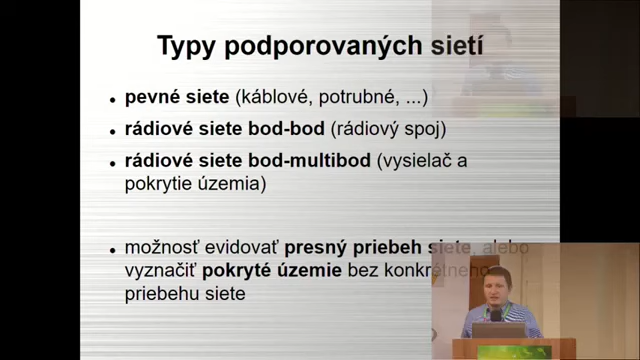 Typy podporovaných sietí
pevné siete (káblové, potrubné, ...)
rádiové siete bod-bod (rádiový spoj)
rádiové siete bod-multibod (vysielač a
pokrytie územia)
možnosť evidovať presný priebeh siete, alebo
vyznačiť pokryté územie bez konkrétneho
priebehu siete